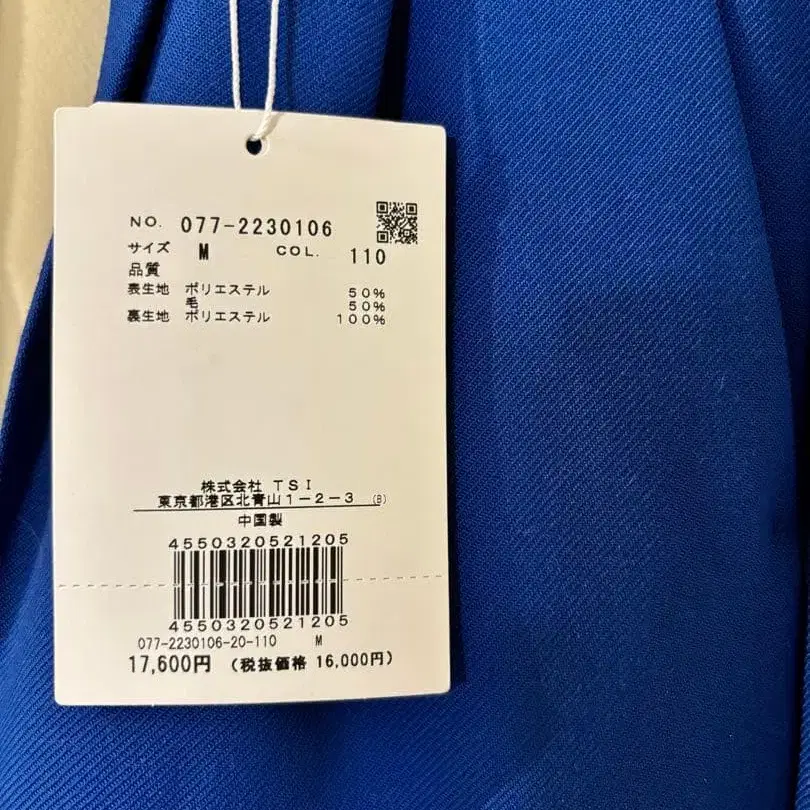 NO. 077-2230106
サイズ M COL. 110
品質
表生地 ポリエステル 50%
毛 50%
裏生地 ポリエステル 100%
株式会社 TSI
東京都港区北青山1-2-3 (B)
中国製
4550320521205
4550320521205
077-2230106-20-110 M
17,600円 (税抜価格 16,000円)